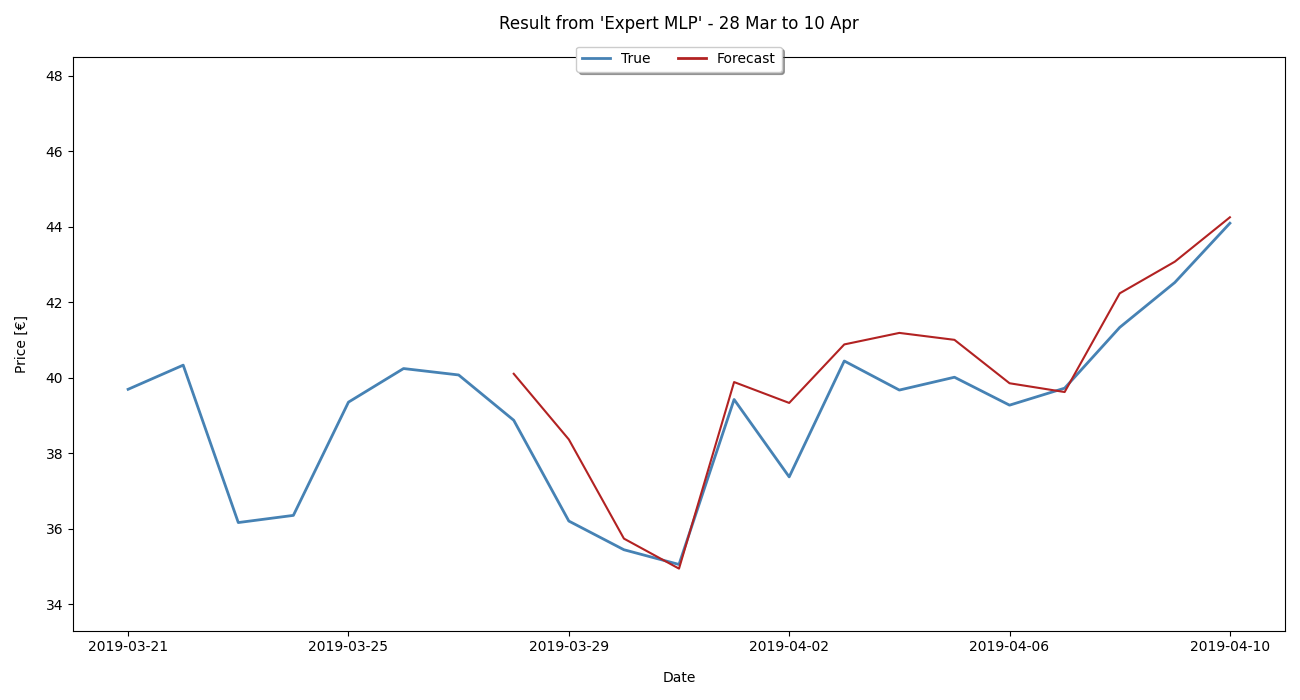 Result from 'Expert MLP' - 28 Mar to 10 Apr
True Forecast
48
46
44
42
40
38
36
34
Price [€]
2019-03-21 2019-03-25 2019-03-29 2019-04-02 2019-04-06 2019-04-10
Date